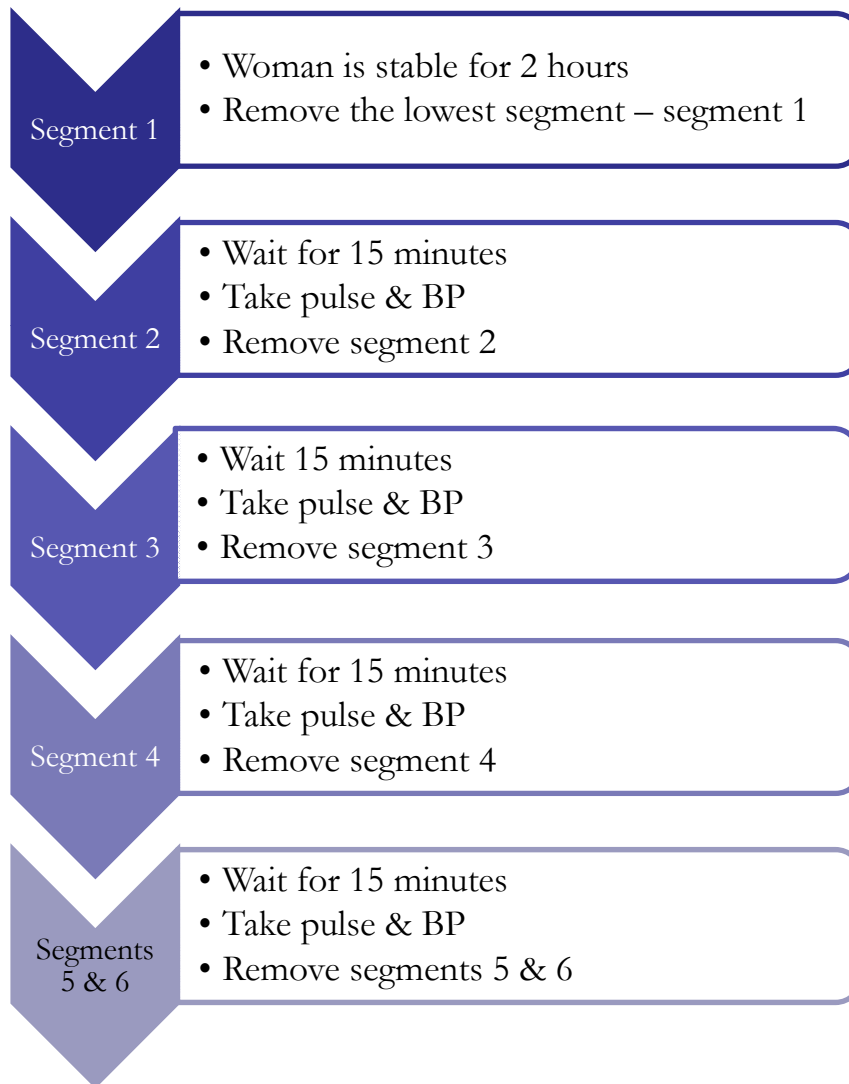 Segment 1
• Woman is stable for 2 hours
• Remove the lowest segment – segment 1
Segment 2
• Wait for 15 minutes
• Take pulse & BP
• Remove segment 2
Segment 3
• Wait 15 minutes
• Take pulse & BP
• Remove segment 3
Segment 4
• Wait for 15 minutes
• Take pulse & BP
• Remove segment 4
Segments
5 & 6
• Wait for 15 minutes
• Take pulse & BP
• Remove segments 5 & 6